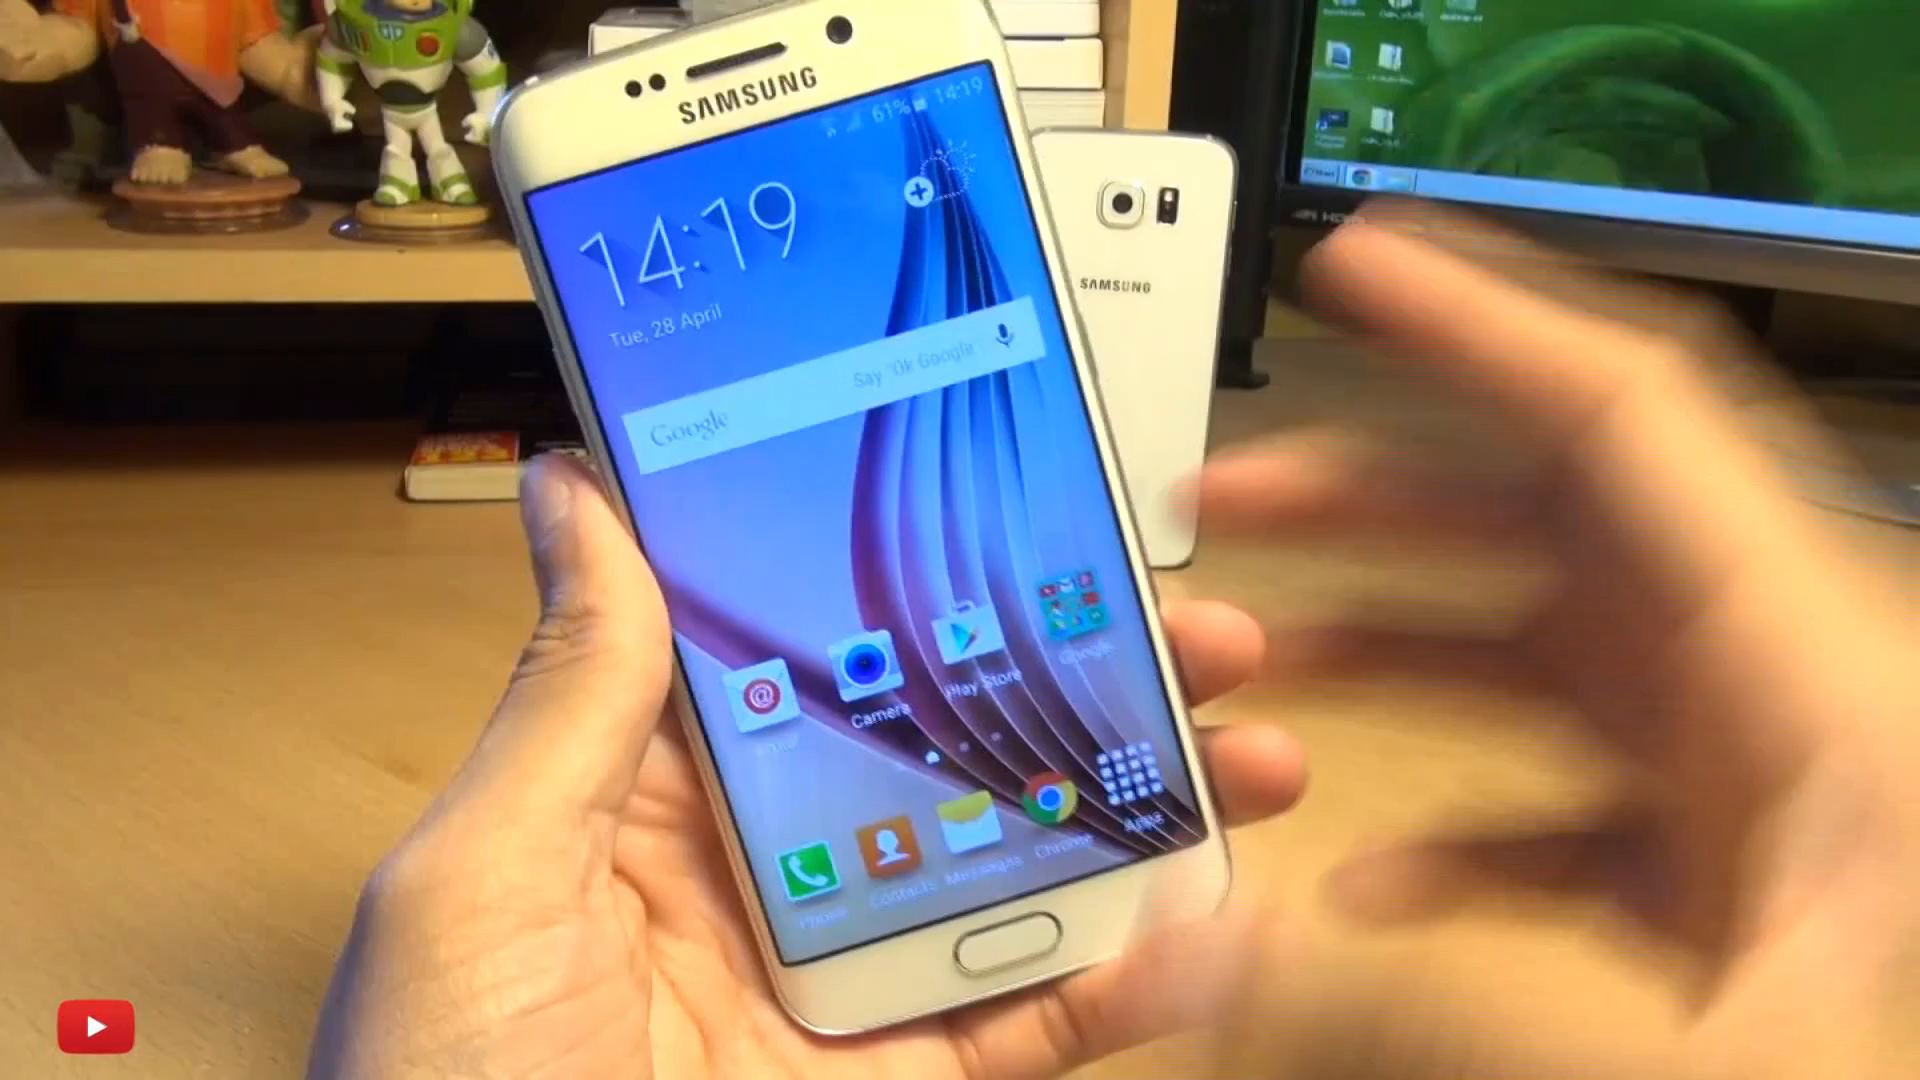 SAMSUNG
61% 14:19
14:19
Tue, 28 April
Google
Say "Ok Google
Camera
Play Store
Google
Phone
Contacts
Messages
Chrome
Apps
SAMSUNG